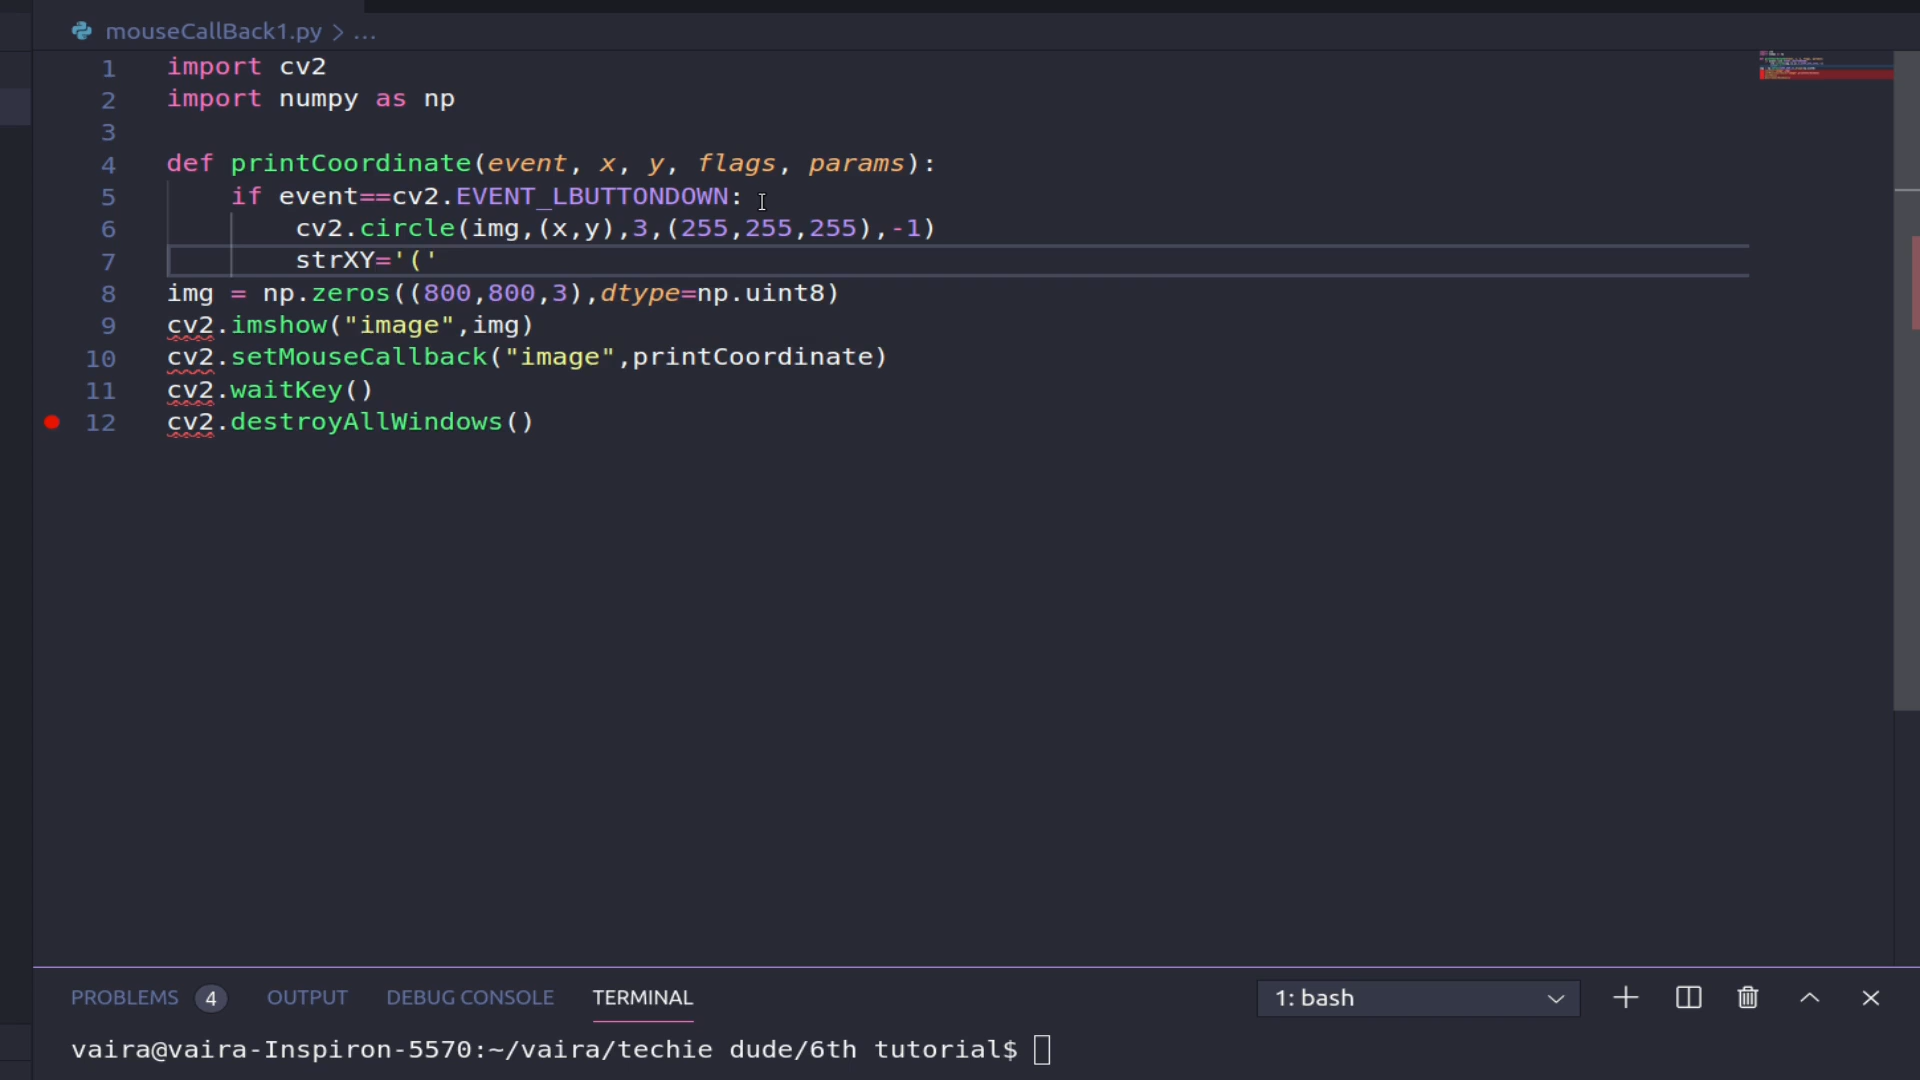 mouseCallBack1.py > ...
1 import cv2
2 import numpy as np
3
4 def printCoordinate(event, x, y, flags, params):
5     if event==cv2.EVENT_LBUTTONDOWN:
6         cv2.circle(img,(x,y),3,(255,255,255),-1)
7         strXY='('
8 img = np.zeros((800,800,3),dtype=np.uint8)
9 cv2.imshow("image",img)
10 cv2.setMouseCallback("image",printCoordinate)
11 cv2.waitKey()
12 cv2.destroyAllWindows()
PROBLEMS 4 OUTPUT DEBUG CONSOLE TERMINAL 1: bash
vaira@vaira-Inspiron-5570:~/vaira/techie dude/6th tutorial$